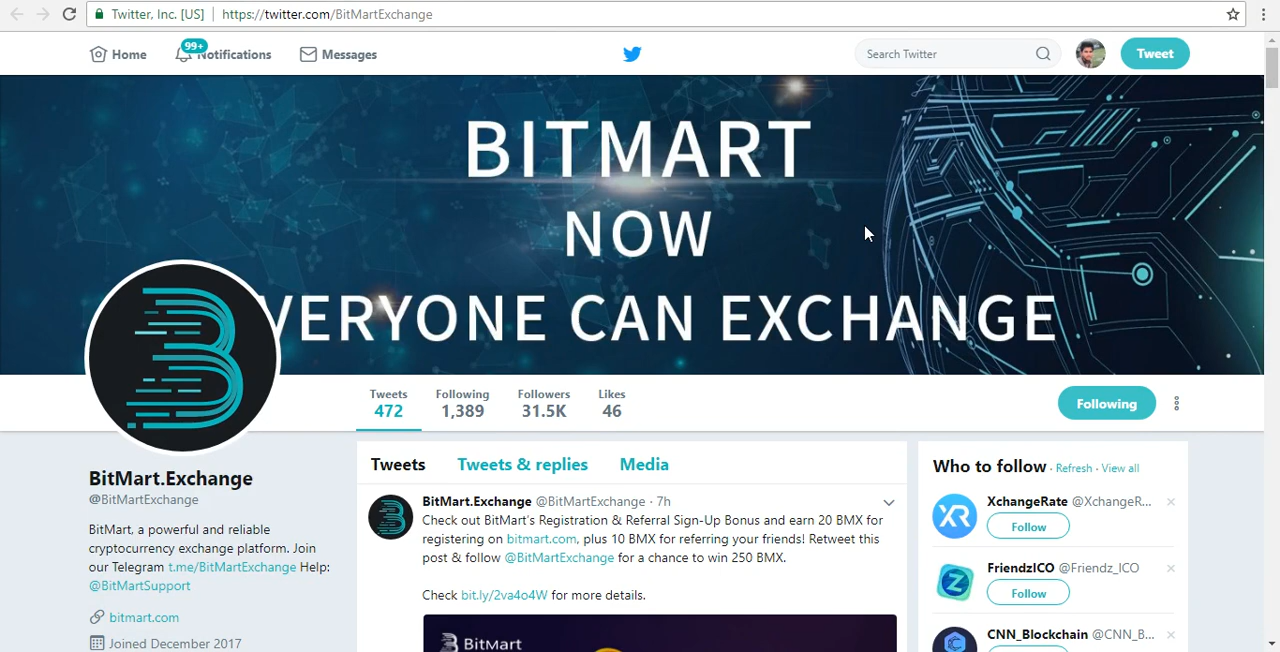 Twitter, Inc. [US] | https://twitter.com/BitMartExchange
Home
99+
Notifications
Messages
Search Twitter
Tweet
BITMART
NOW
VERYONE CAN EXCHANGE
Tweets
472
Following
1,389
Followers
31.5K
Likes
46
Following
BitMart.Exchange
@BitMartExchange
BitMart, a powerful and reliable
cryptocurrency exchange platform. Join
our Telegram t.me/BitMartExchange Help:
@BitMartSupport
bitmart.com
Joined December 2017
Tweets
Tweets & replies
Media
BitMart.Exchange @BitMartExchange · 7h
Check out BitMart's Registration & Referral Sign-Up Bonus and earn 20 BMX for
registering on bitmart.com, plus 10 BMX for referring your friends! Retweet this
post & follow @BitMartExchange for a chance to win 250 BMX.
Check bit.ly/2va4o4W for more details.
BitMart
Who to follow · Refresh · View all
XchangeRate @XchangeR...
Follow
FriendzICO @Friendz_ICO
Follow
CNN_Blockchain @CNN_B...